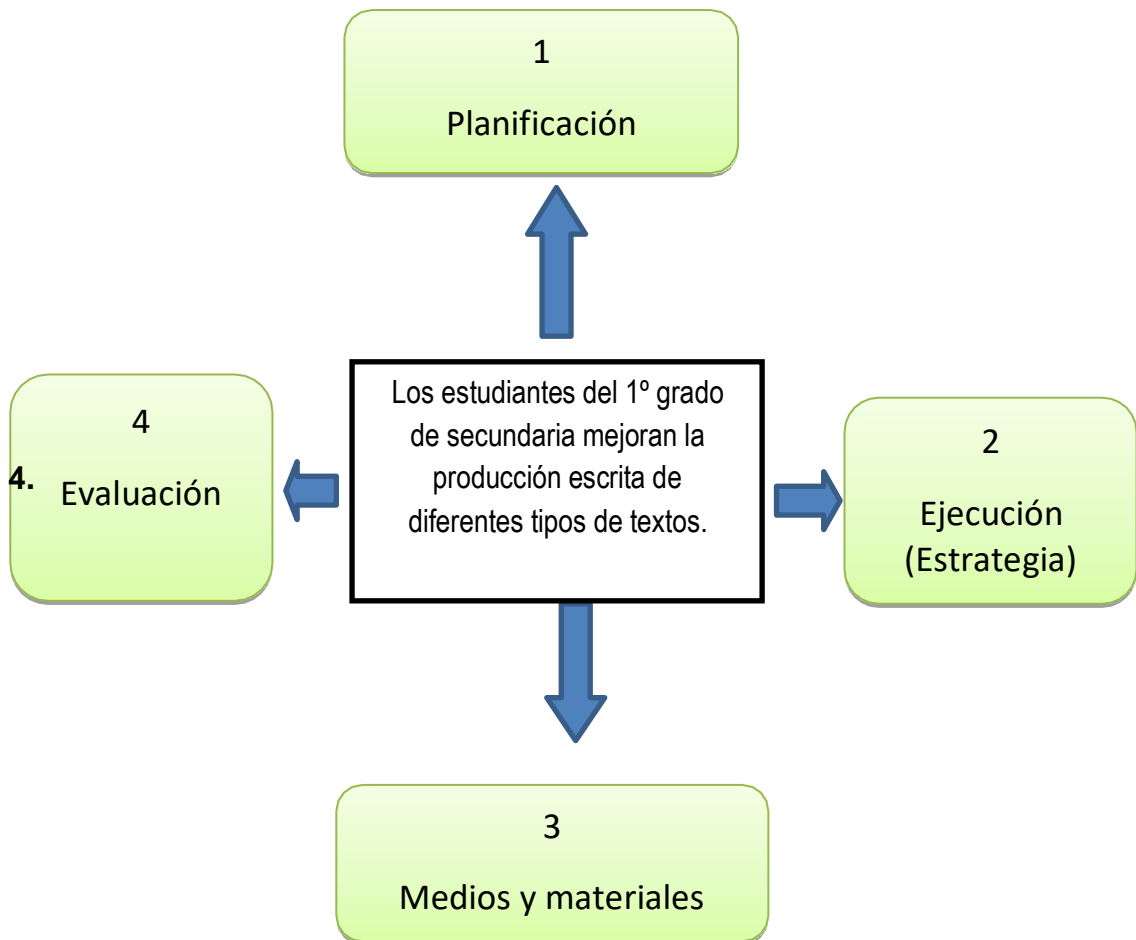 1
Planificación
Los estudiantes del 1º grado
de secundaria mejoran la
producción escrita de
diferentes tipos de textos.
4
4.
Evaluación
2
Ejecución
(Estrategia)
3
Medios y materiales